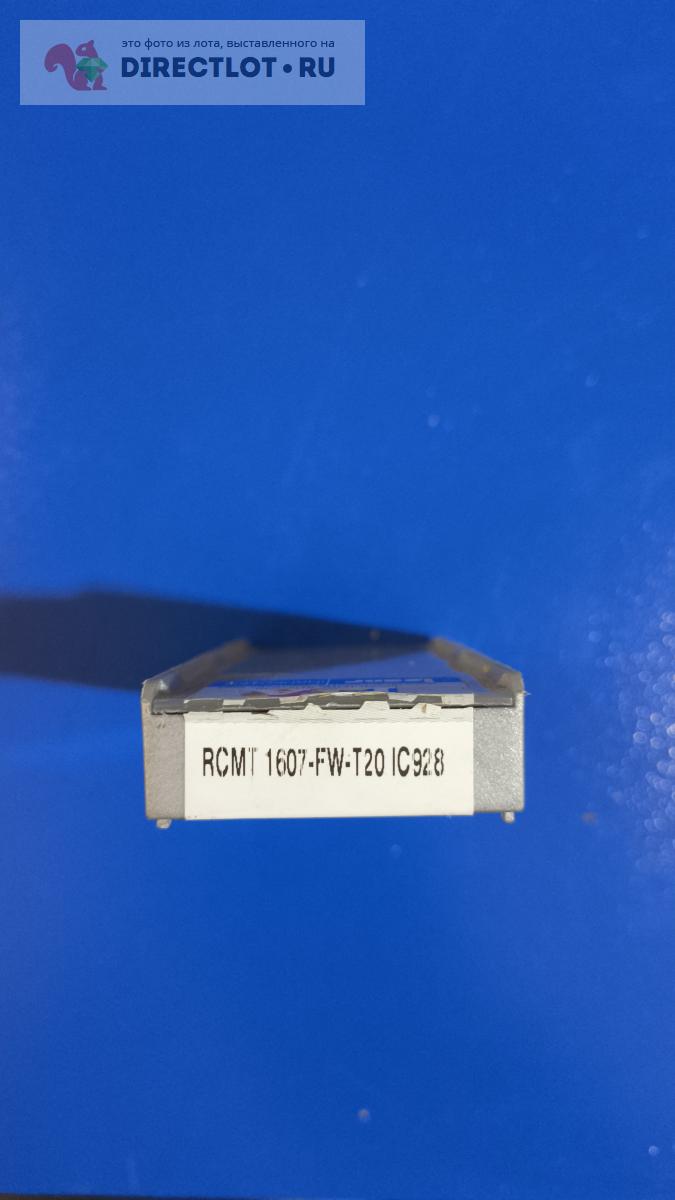 это фото из лота, выставленного на
DIRECTLOT•RU
RCMT 1607-FW-T20 IC928